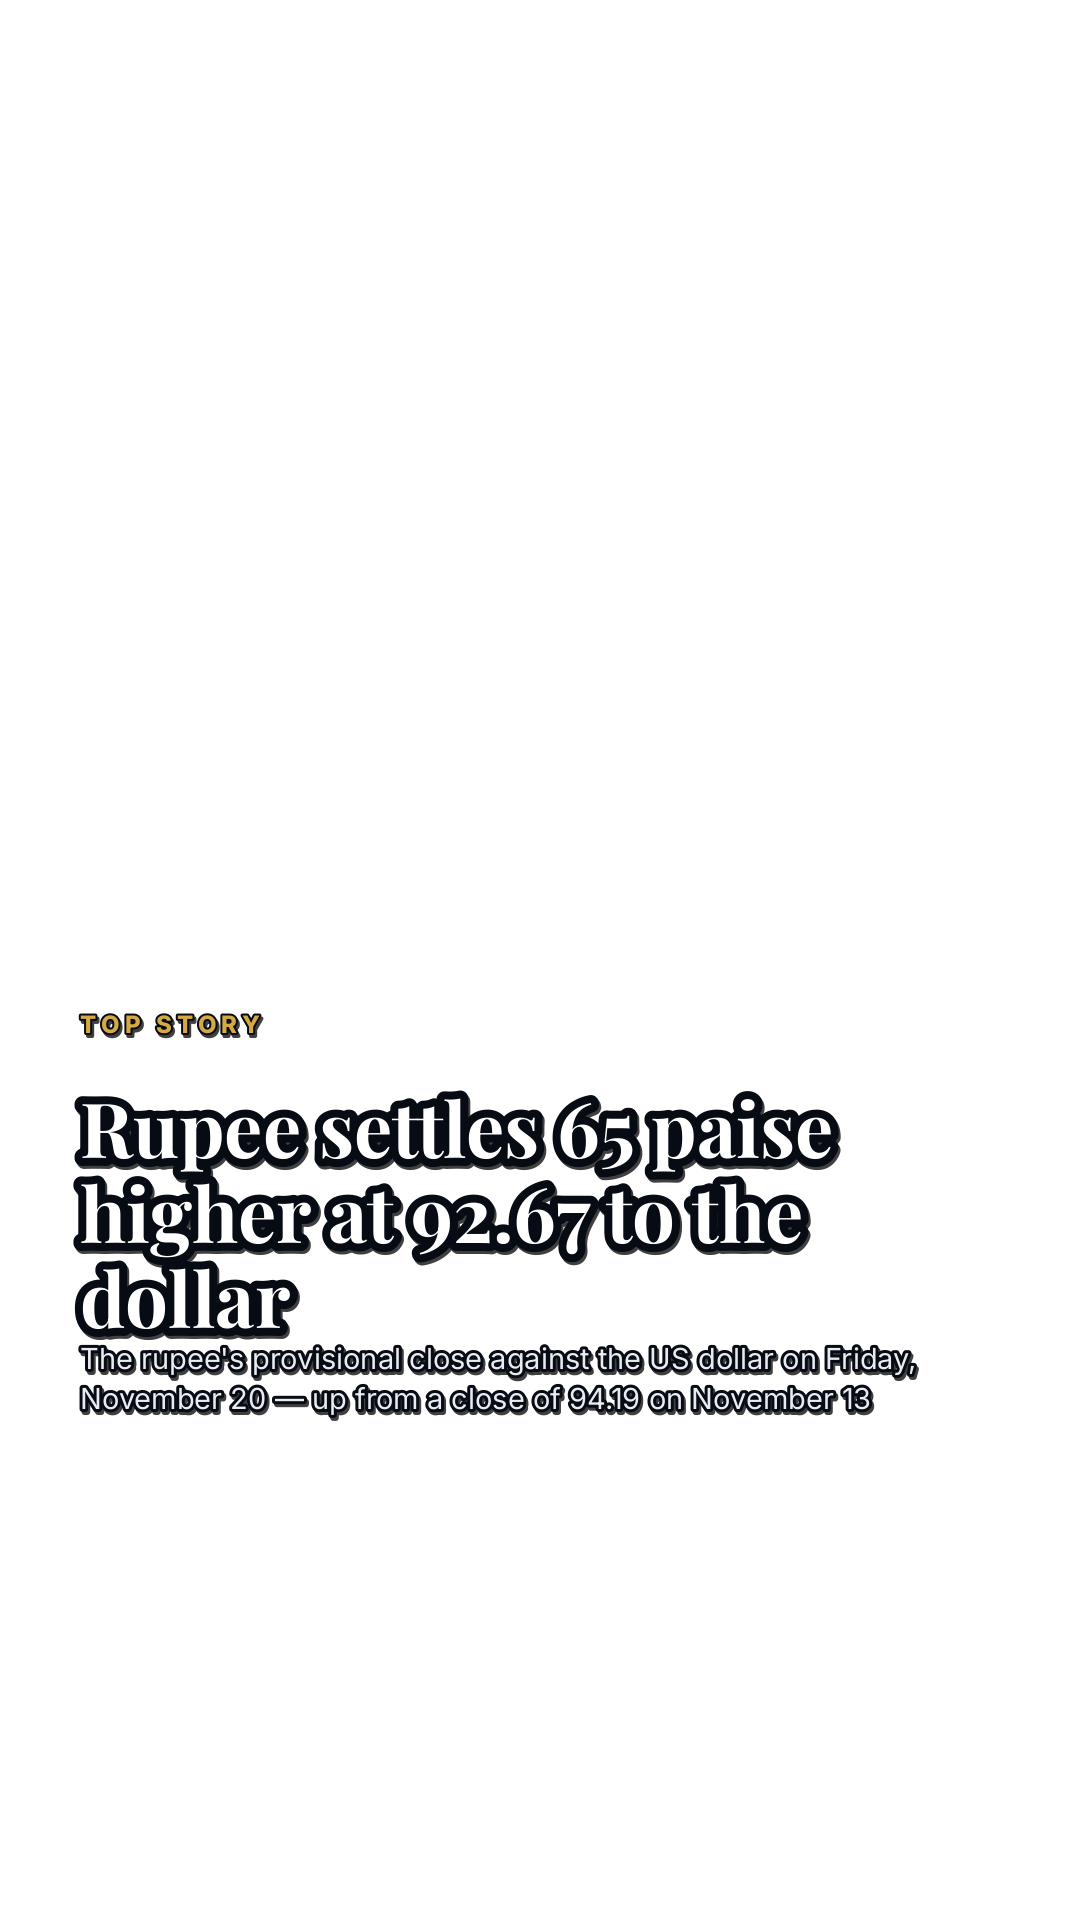 TOP STORY
Rupee settles 65 paise
higher at 92.67 to the
dollar
The rupee's provisional close against the US dollar on Friday,
November 20 — up from a close of 94.19 on November 13